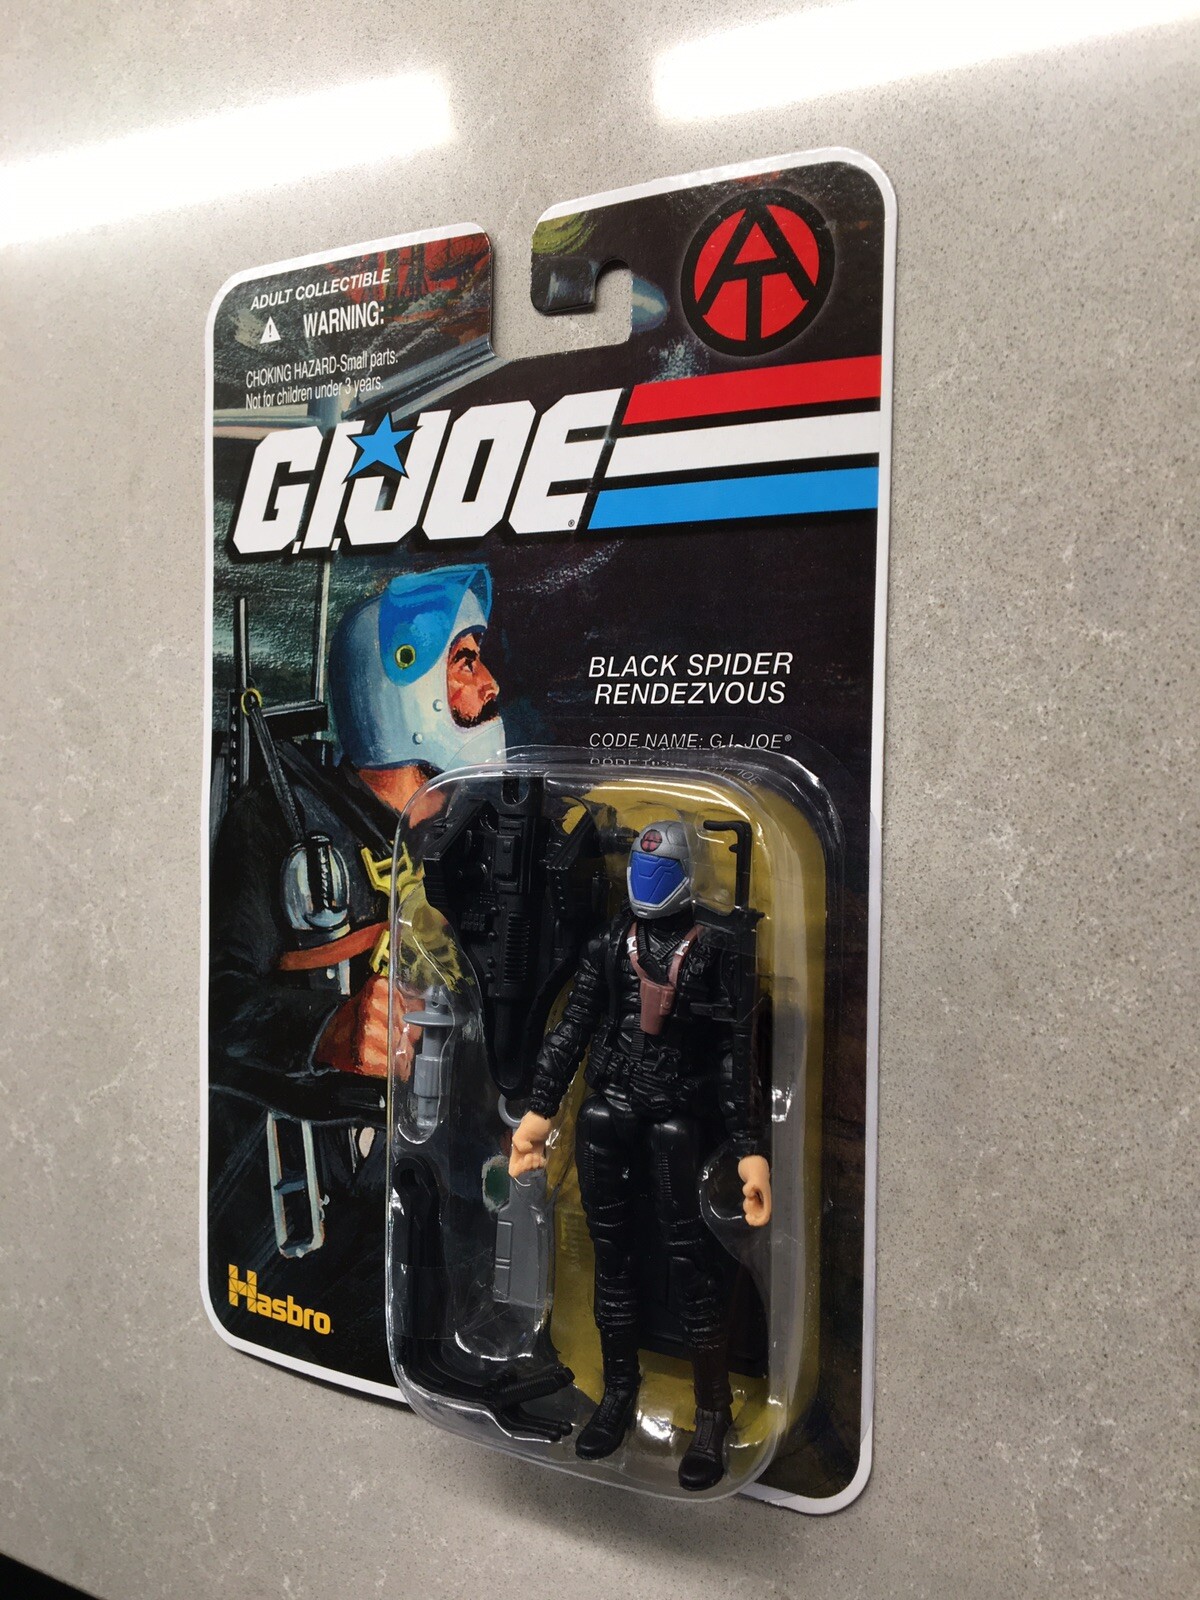 ADULT COLLECTIBLE
WARNING:
CHOKING HAZARD-Small parts.
Not for children under 3 years.
AT
G.I.JOE®
BLACK SPIDER
RENDEZVOUS
CODE NAME: G.I. JOE®
Hasbro